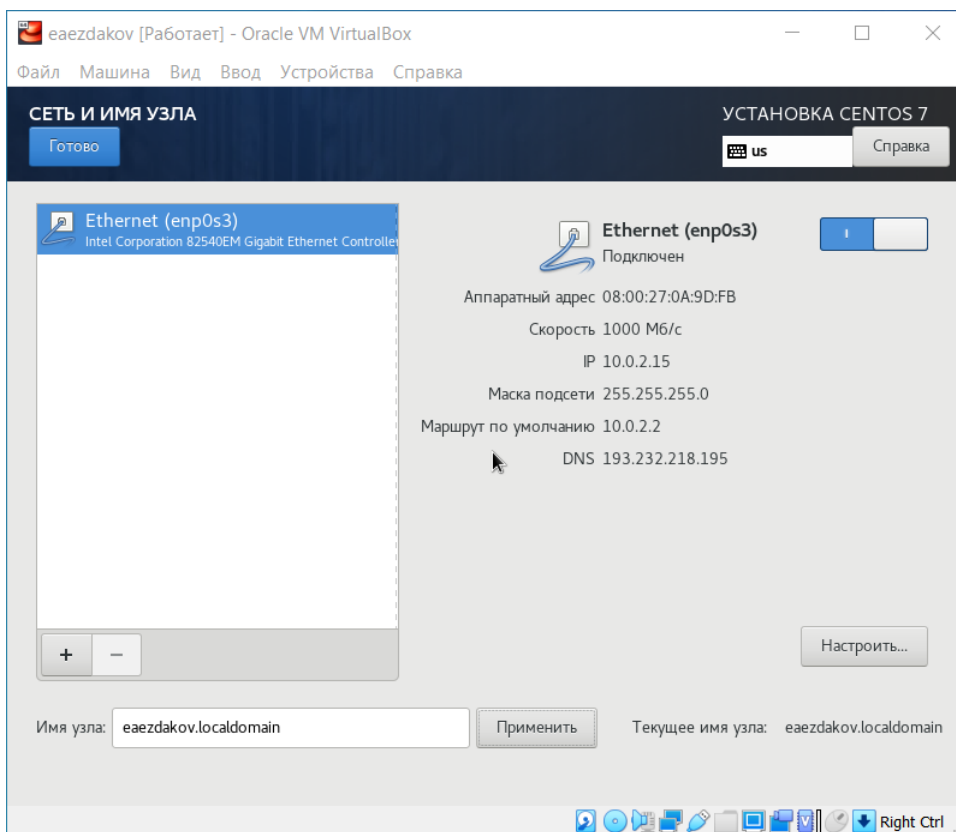 eaezdakov [Работает] - Oracle VM VirtualBox
Файл Машина Вид Ввод Устройства Справка
СЕТЬ И ИМЯ УЗЛА
УСТАНОВКА CENTOS 7
Готово
us
Справка
Ethernet (enp0s3)
Intel Corporation 82540EM Gigabit Ethernet Controlle
Ethernet (enp0s3)
Подключен
Аппаратный адрес 08:00:27:0A:9D:FB
Скорость 1000 Мб/с
IP 10.0.2.15
Маска подсети 255.255.255.0
Маршрут по умолчанию 10.0.2.2
DNS 193.232.218.195
+ −
Настроить...
Имя узла: eaezdakov.localdomain Применить Текущее имя узла: eaezdakov.localdomain
Right Ctrl